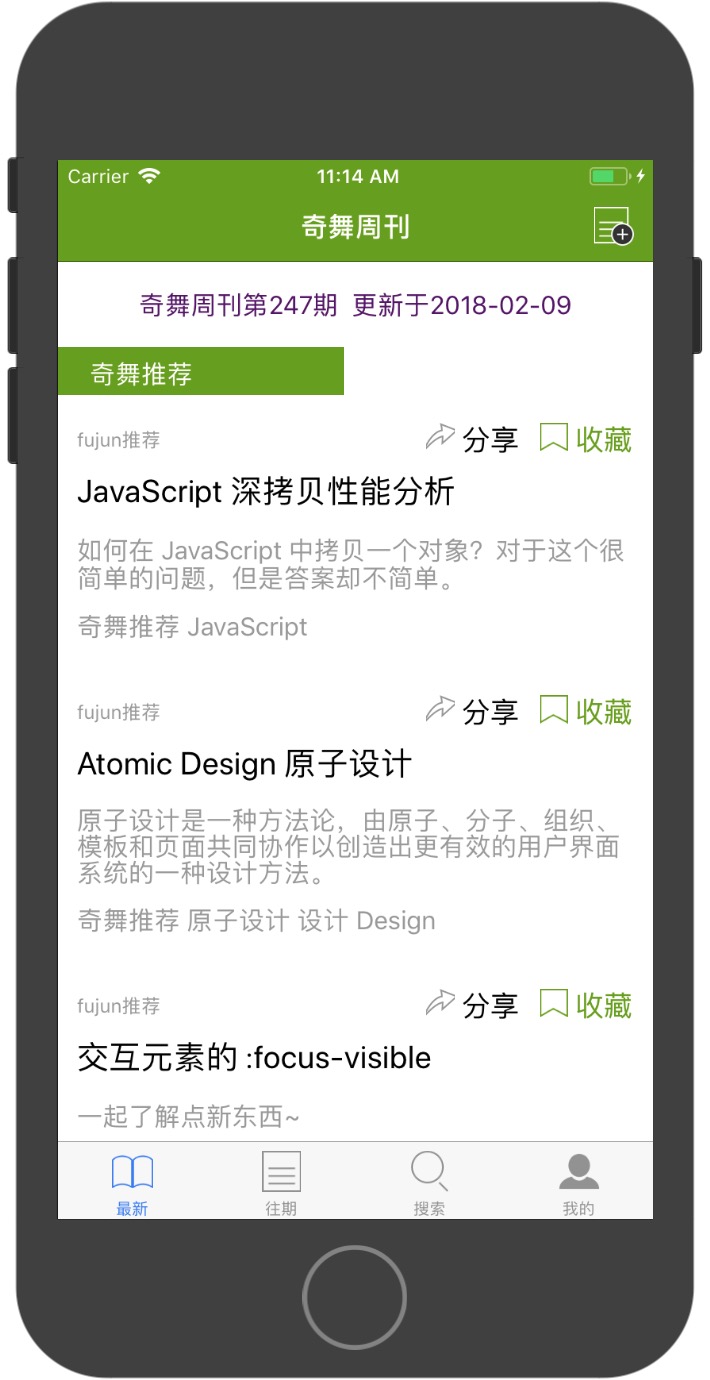 Carrier 11:14 AM
奇舞周刊
奇舞周刊第247期 更新于2018-02-09
奇舞推荐
fujun推荐 分享 收藏
JavaScript 深拷贝性能分析
如何在 JavaScript 中拷贝一个对象？对于这个很
简单的问题，但是答案却不简单。
奇舞推荐 JavaScript
fujun推荐 分享 收藏
Atomic Design 原子设计
原子设计是一种方法论，由原子、分子、组织、
模板和页面共同协作以创造出更有效的用户界面
系统的一种设计方法。
奇舞推荐 原子设计 设计 Design
fujun推荐 分享 收藏
交互元素的 :focus-visible
一起了解点新东西~
最新 往期 搜索 我的